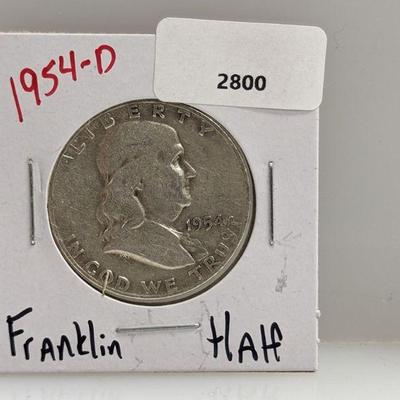 1954-D
2800
LIBERTY
1954
IN GOD WE TRUST
Franklin Half